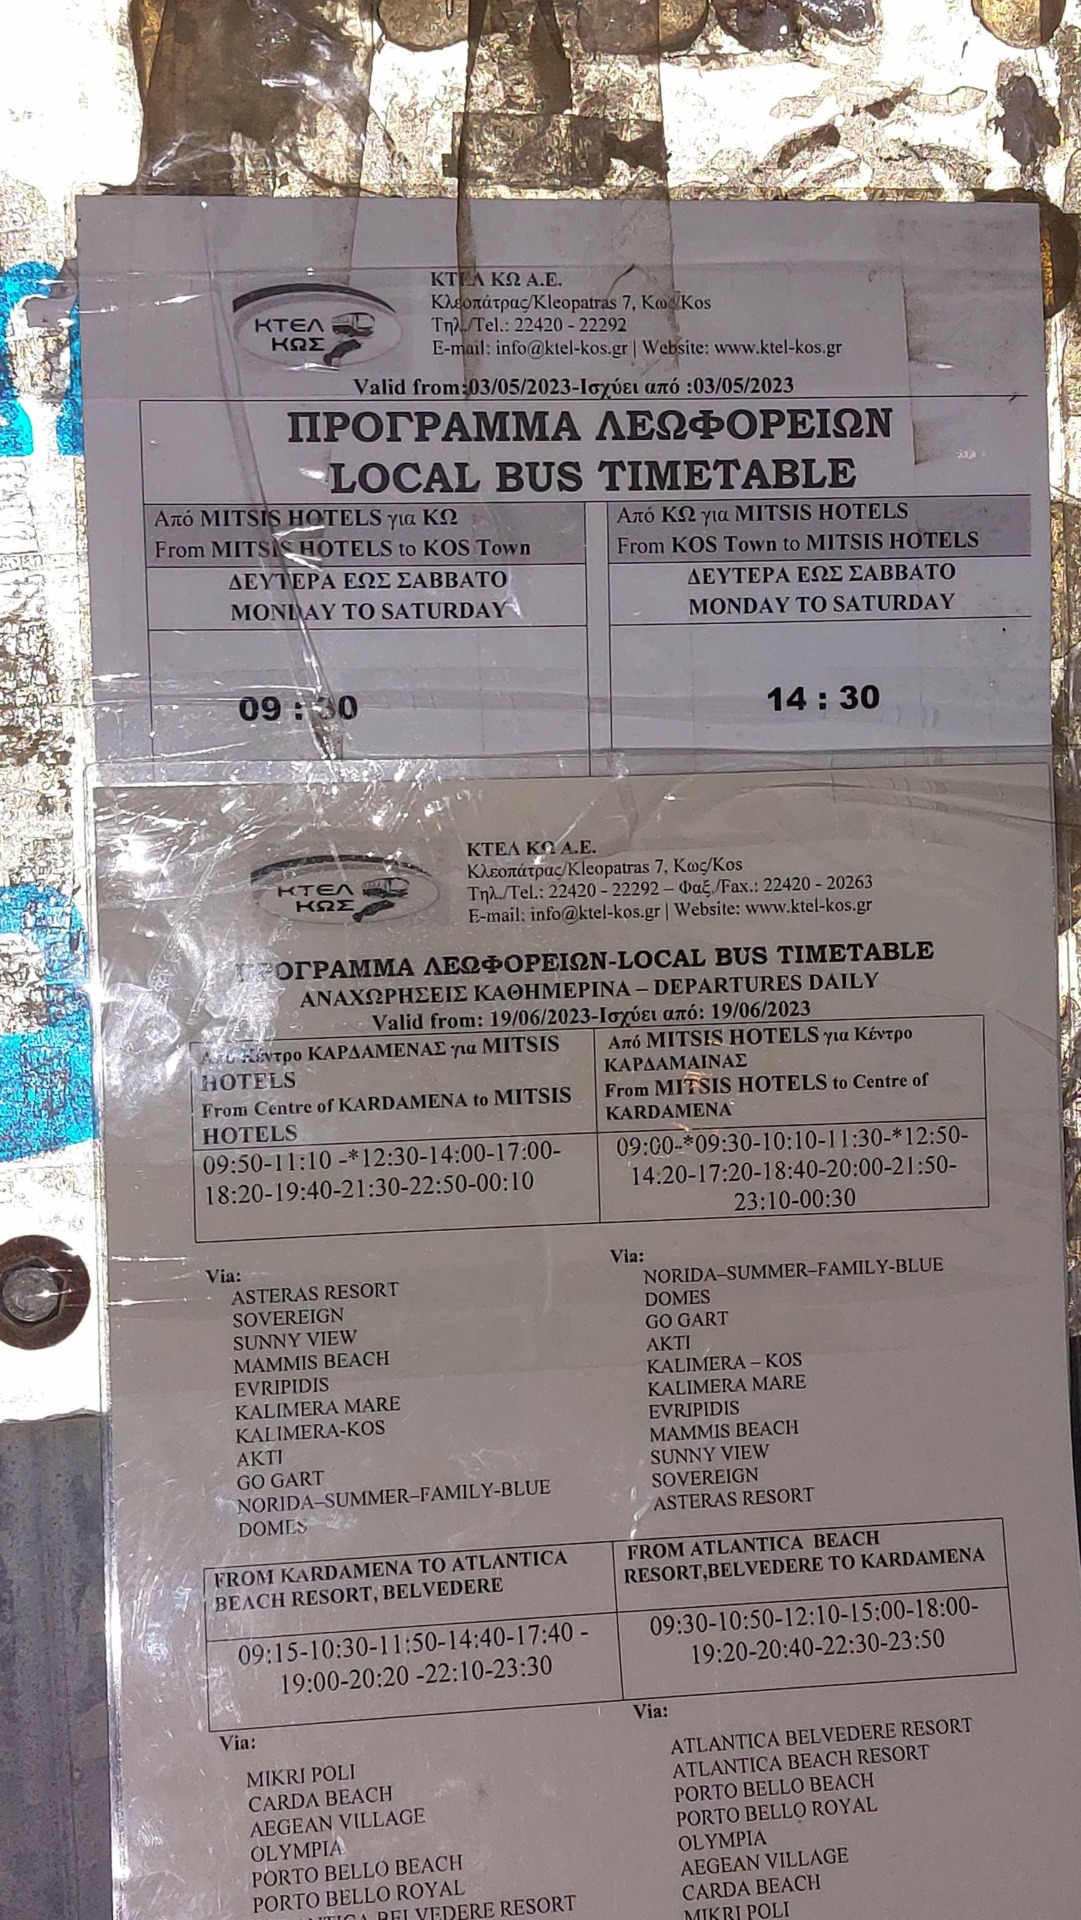 ΚΤΕΛ ΚΩΣ
ΚΤΕΛ ΚΩ Α.Ε.
Κλεοπάτρας/Kleopatras 7, Κως/Kos
Τηλ./Tel.: 22420 - 22292
E-mail: info@ktel-kos.gr | Website: www.ktel-kos.gr
Valid from:03/05/2023-Ισχύει από :03/05/2023
ΠΡΟΓΡΑΜΜΑ ΛΕΩΦΟΡΕΙΩΝ
LOCAL BUS TIMETABLE
Από MITSIS HOTELS για ΚΩ
From MITSIS HOTELS to KOS Town
ΔΕΥΤΕΡΑ ΕΩΣ ΣΑΒΒΑΤΟ
MONDAY TO SATURDAY
09 : 30
Από ΚΩ για MITSIS HOTELS
From KOS Town to MITSIS HOTELS
ΔΕΥΤΕΡΑ ΕΩΣ ΣΑΒΒΑΤΟ
MONDAY TO SATURDAY
14 : 30
ΚΤΕΛ ΚΩΣ
ΚΤΕΛ ΚΩ Α.Ε.
Κλεοπάτρας/Kleopatras 7, Κως/Kos
Τηλ./Tel.: 22420 - 22292 – Φαξ./Fax.: 22420 - 20263
E-mail: info@ktel-kos.gr | Website: www.ktel-kos.gr
ΠΡΟΓΡΑΜΜΑ ΛΕΩΦΟΡΕΙΩΝ-LOCAL BUS TIMETABLE
ΑΝΑΧΩΡΗΣΕΙΣ ΚΑΘΗΜΕΡΙΝΑ – DEPARTURES DAILY
Valid from: 19/06/2023-Ισχύει από: 19/06/2023
Από Κέντρο ΚΑΡΔΑΜΕΝΑΣ για MITSIS
HOTELS
From Centre of KARDAMENA to MITSIS
HOTELS
09:50-11:10 -*12:30-14:00-17:00-
18:20-19:40-21:30-22:50-00:10
Από MITSIS HOTELS για Κέντρο
ΚΑΡΔΑΜΑΙΝΑΣ
From MITSIS HOTELS to Centre of
KARDAMENA
09:00-*09:30-10:10-11:30-*12:50-
14:20-17:20-18:40-20:00-21:50-
23:10-00:30
Via:
ASTERAS RESORT
SOVEREIGN
SUNNY VIEW
MAMMIS BEACH
EVRIPIDIS
KALIMERA MARE
KALIMERA-KOS
AKTI
GO GART
NORIDA–SUMMER–FAMILY-BLUE
DOMES
Via:
NORIDA–SUMMER–FAMILY-BLUE
DOMES
GO GART
AKTI
KALIMERA – KOS
KALIMERA MARE
EVRIPIDIS
MAMMIS BEACH
SUNNY VIEW
SOVEREIGN
ASTERAS RESORT
FROM KARDAMENA TO ATLANTICA
BEACH RESORT, BELVEDERE
09:15-10:30-11:50-14:40-17:40 -
19:00-20:20 -22:10-23:30
FROM ATLANTICA BEACH
RESORT,BELVEDERE TO KARDAMENA
09:30-10:50-12:10-15:00-18:00-
19:20-20:40-22:30-23:50
Via:
MIKRI POLI
CARDA BEACH
AEGEAN VILLAGE
OLYMPIA
PORTO BELLO BEACH
PORTO BELLO ROYAL
ATLANTICA BELVEDERE RESORT
Via:
ATLANTICA BELVEDERE RESORT
ATLANTICA BEACH RESORT
PORTO BELLO BEACH
PORTO BELLO ROYAL
OLYMPIA
AEGEAN VILLAGE
CARDA BEACH
MIKRI POLI